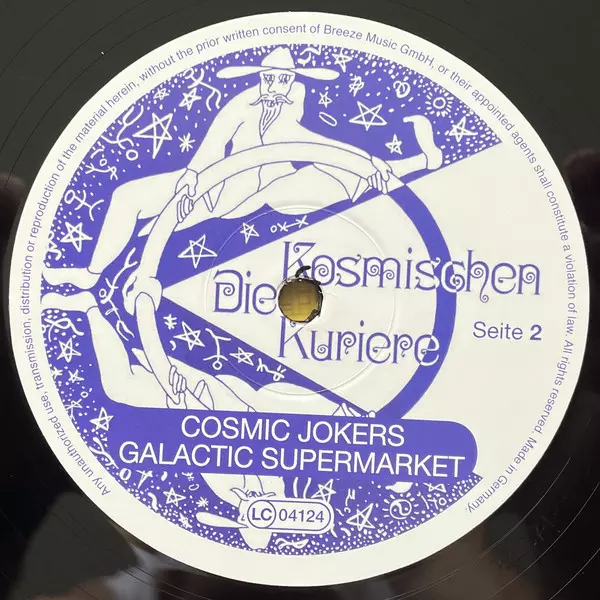 Any unauthorized use, transmission, distribution or reproduction of the material herein, without the prior written consent of Breeze Music GmbH, or their appointed agents shall constitute a violation of law. All rights reserved. Made in Germany.
Die Kosmischen
Kuriere
Seite 2
COSMIC JOKERS
GALACTIC SUPERMARKET
LC 04124